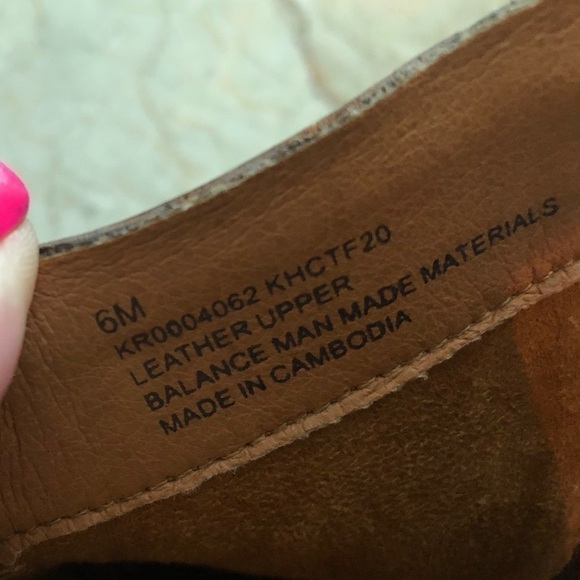 6M
KR0004062 KHCTF20
LEATHER UPPER
BALANCE MAN MADE MATERIALS
MADE IN CAMBODIA